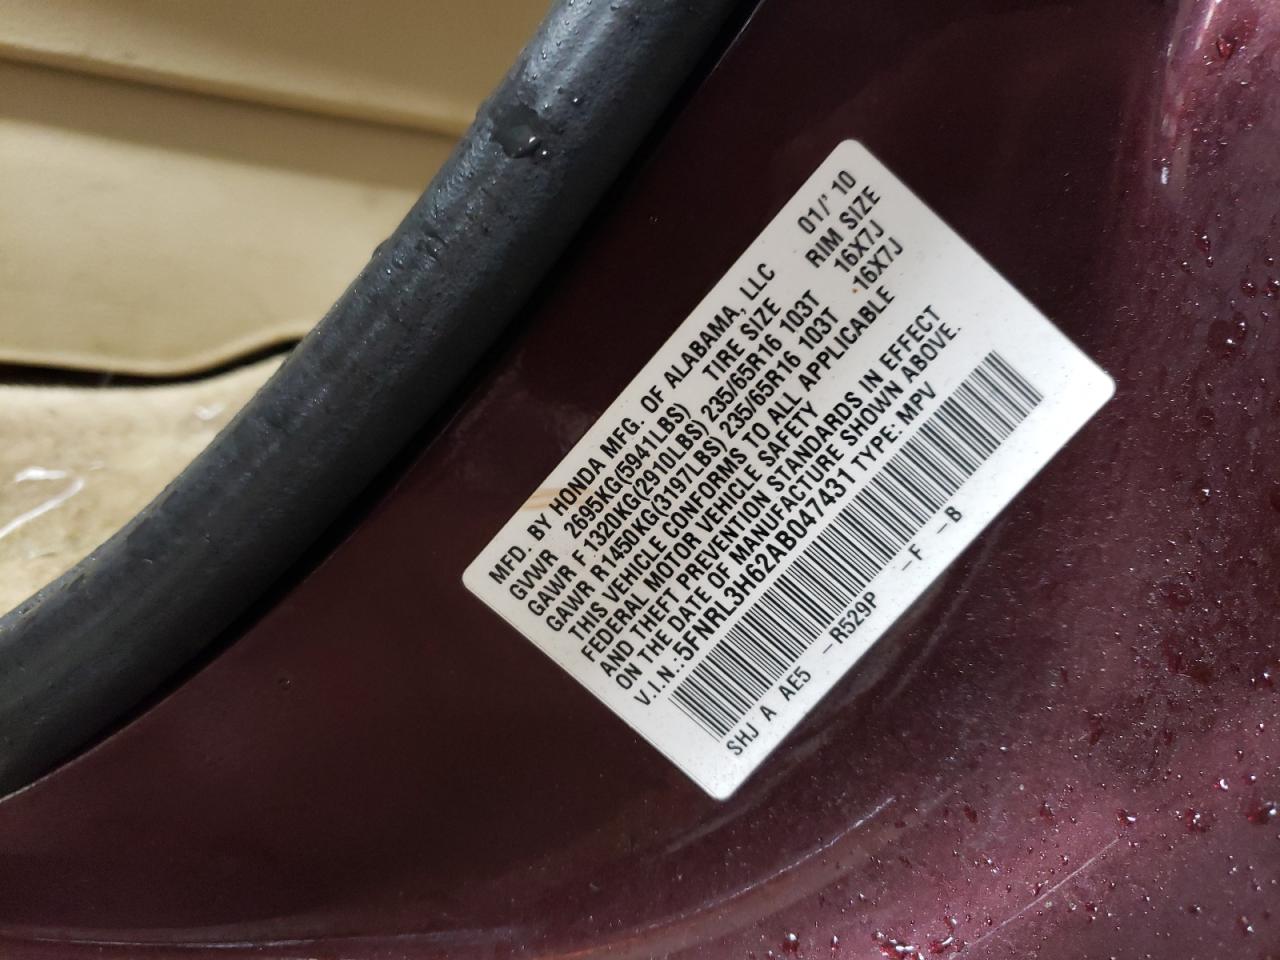 MFD. BY HONDA MFG. OF ALABAMA, LLC 01/' 10
GVWR 2695KG(5941LBS) TIRE SIZE RIM SIZE
GAWR F 1320KG(2910LBS) 235/65R16 103T 16X7J
GAWR R1450KG(3197LBS) 235/65R16 103T 16X7J
THIS VEHICLE CONFORMS TO ALL APPLICABLE
FEDERAL MOTOR VEHICLE SAFETY
AND THEFT PREVENTION STANDARDS IN EFFECT
ON THE DATE OF MANUFACTURE SHOWN ABOVE.
V.I.N.:5FNRL3H62AB047431 TYPE: MPV
SHJ A AE5 -R529P -F -B